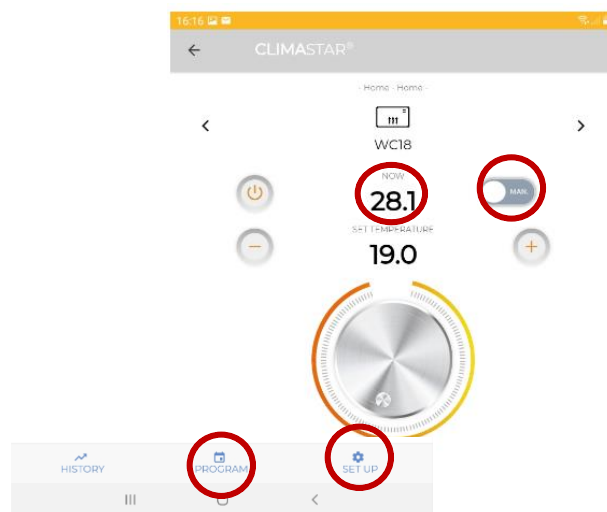 16:16
CLIMASTAR®
- Home - Home -
WC18
NOW
28.1
MAN.
SET TEMPERATURE
19.0
HISTORY PROGRAM SET UP